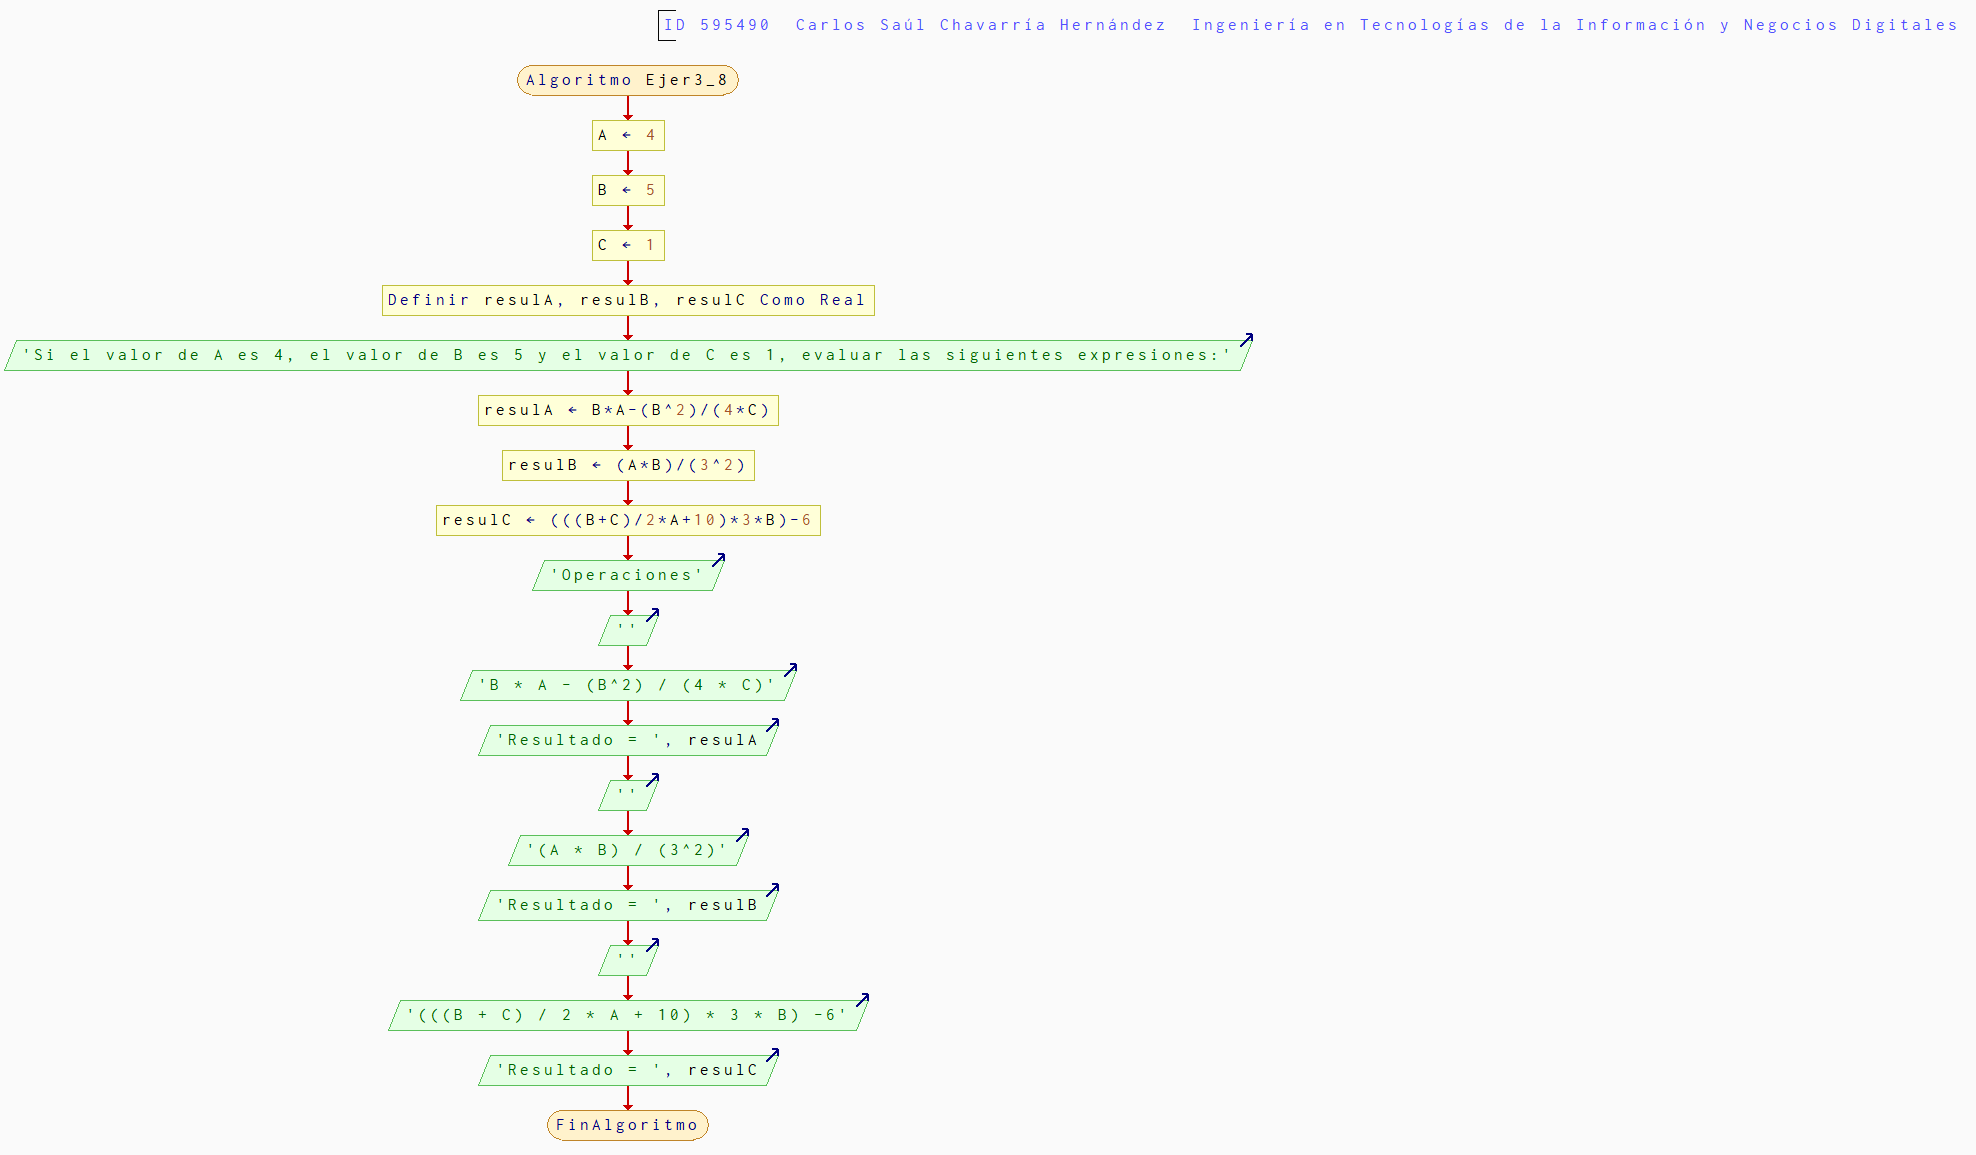 ID 595490  Carlos Saúl Chavarría Hernández  Ingeniería en Tecnologías de la Información y Negocios Digitales
Algoritmo Ejer3_8
A ← 4
B ← 5
C ← 1
Definir resulA, resulB, resulC Como Real
'Si el valor de A es 4, el valor de B es 5 y el valor de C es 1, evaluar las siguientes expresiones:'
resulA ← B*A-(B^2)/(4*C)
resulB ← (A*B)/(3^2)
resulC ← (((B+C)/2*A+10)*3*B)-6
'Operaciones'
''
'B * A - (B^2) / (4 * C)'
'Resultado = ', resulA
''
'(A * B) / (3^2)'
'Resultado = ', resulB
''
'(((B + C) / 2 * A + 10) * 3 * B) -6'
'Resultado = ', resulC
FinAlgoritmo